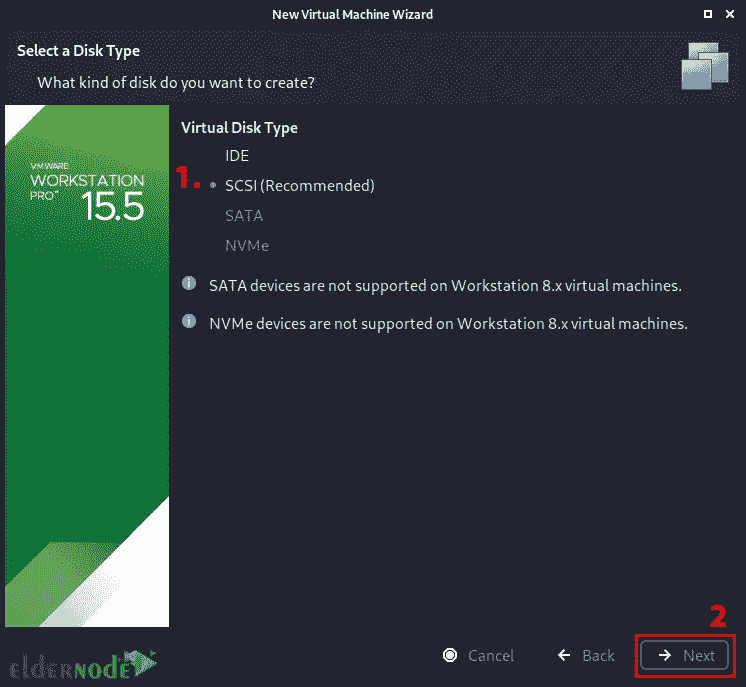 New Virtual Machine Wizard
Select a Disk Type
What kind of disk do you want to create?
VMWARE
WORKSTATION
PRO™ 15.5
Virtual Disk Type
IDE
1. SCSI (Recommended)
SATA
NVMe
SATA devices are not supported on Workstation 8.x virtual machines.
NVMe devices are not supported on Workstation 8.x virtual machines.
2
elderNODE
Cancel Back Next